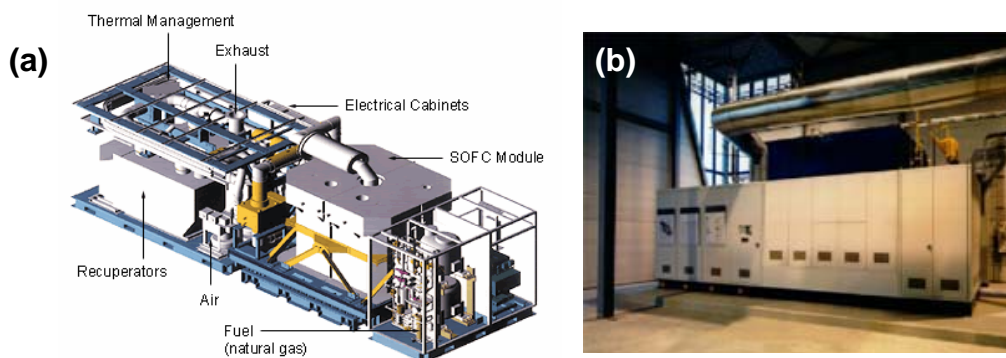 Thermal Management
(a)
Exhaust
(b)
Electrical Cabinets
SOFC Module
Recuperators
Air
Fuel
(natural gas)